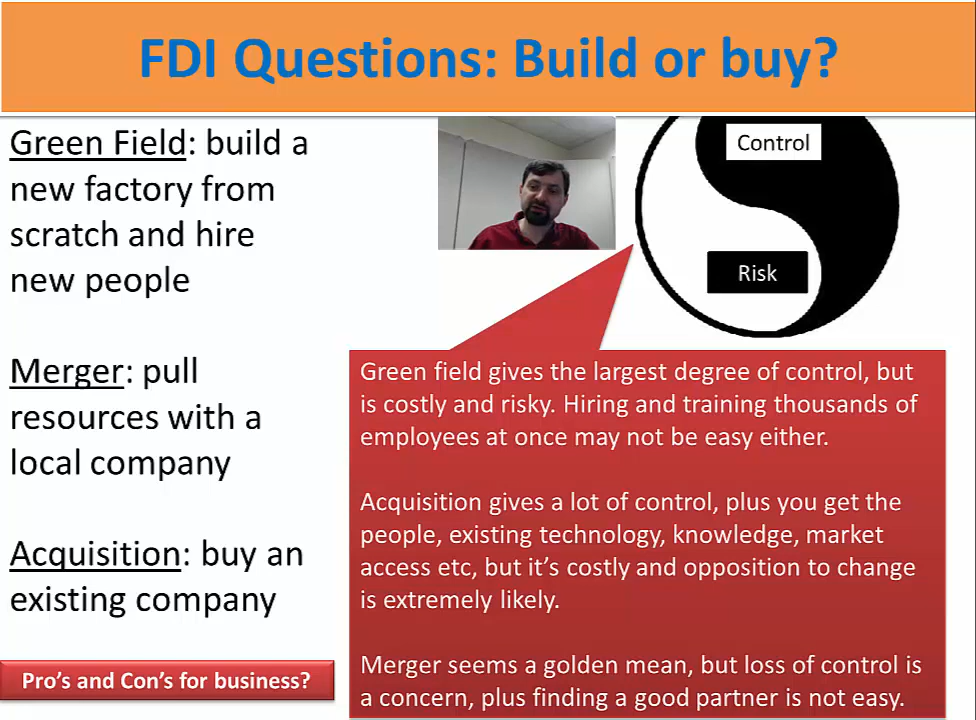 FDI Questions: Build or buy?
Green Field: build a
new factory from
scratch and hire
new people
Merger: pull
resources with a
local company
Acquisition: buy an
existing company
Pro's and Con's for business?
Control
Risk
Green field gives the largest degree of control, but
is costly and risky. Hiring and training thousands of
employees at once may not be easy either.
Acquisition gives a lot of control, plus you get the
people, existing technology, knowledge, market
access etc, but it's costly and opposition to change
is extremely likely.
Merger seems a golden mean, but loss of control is
a concern, plus finding a good partner is not easy.